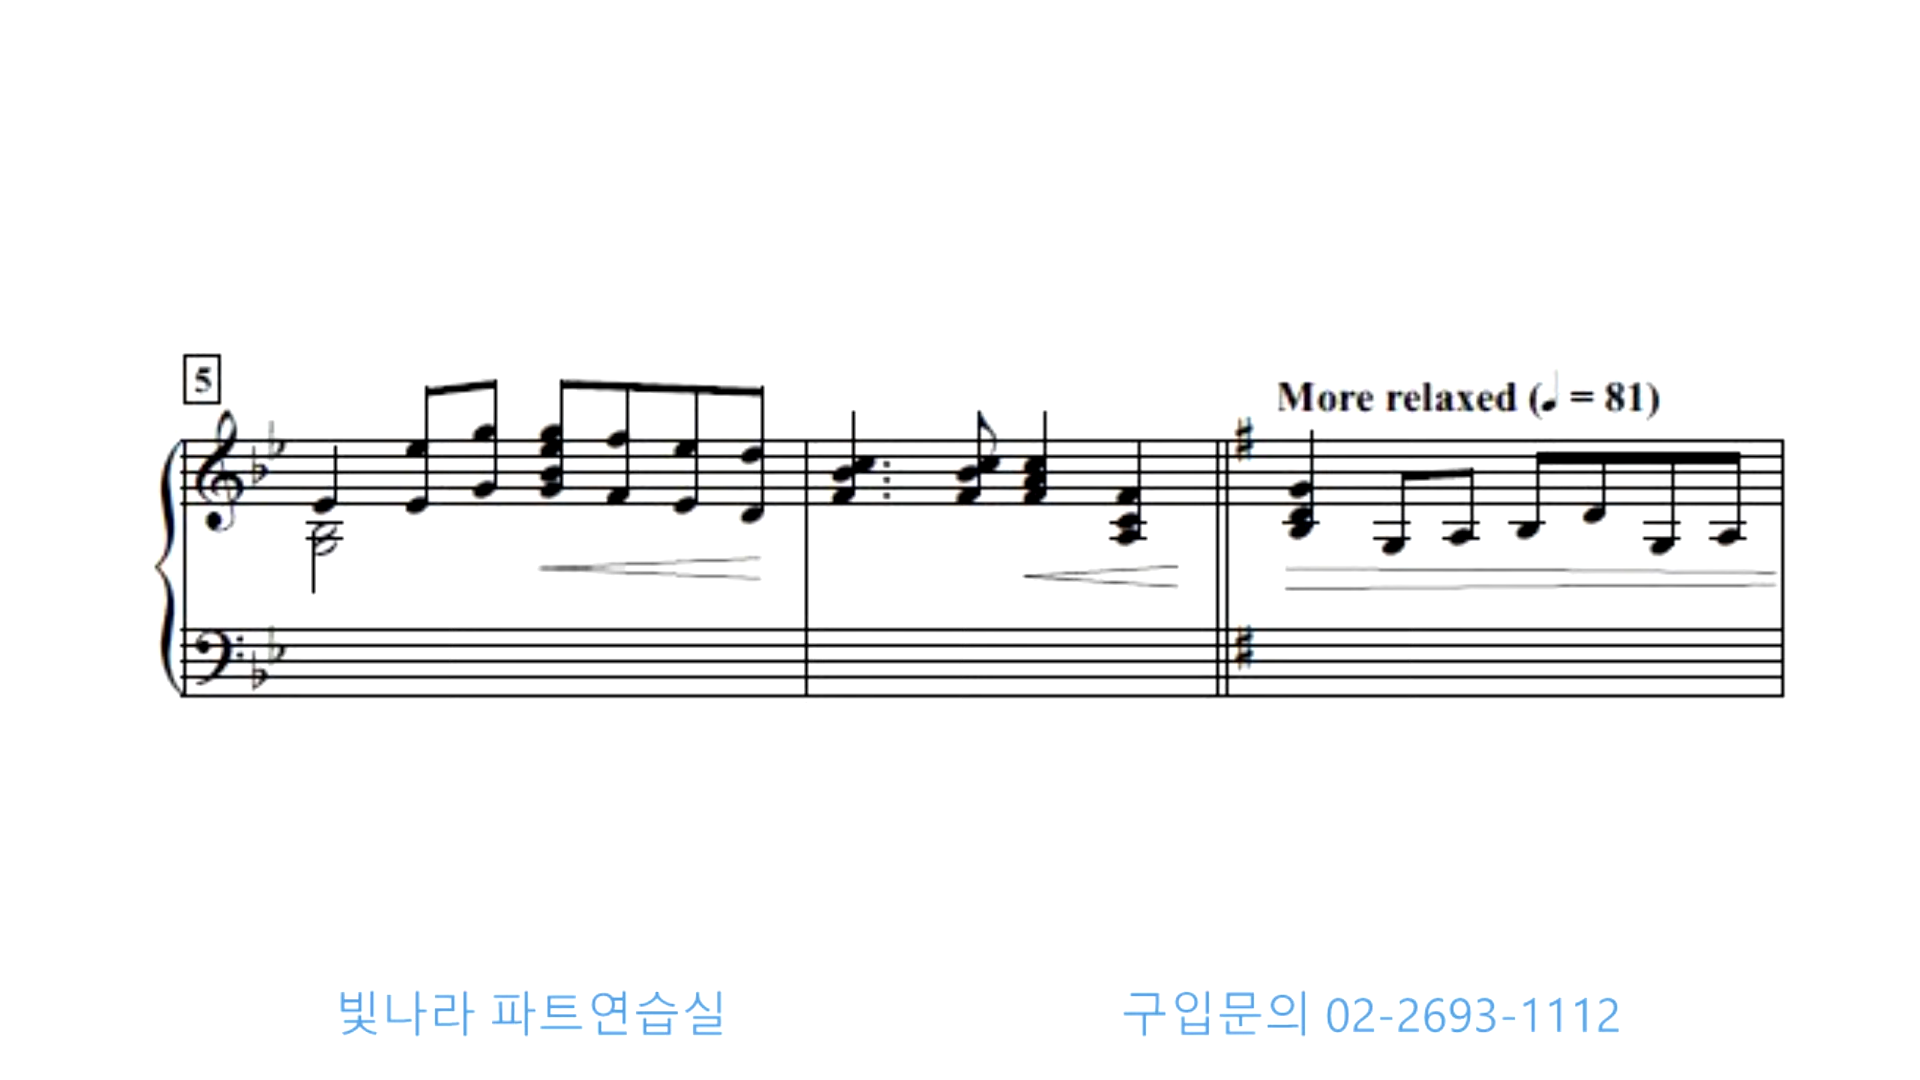 5
More relaxed (♩ = 81)
빛나라 파트연습실
구입문의 02-2693-1112